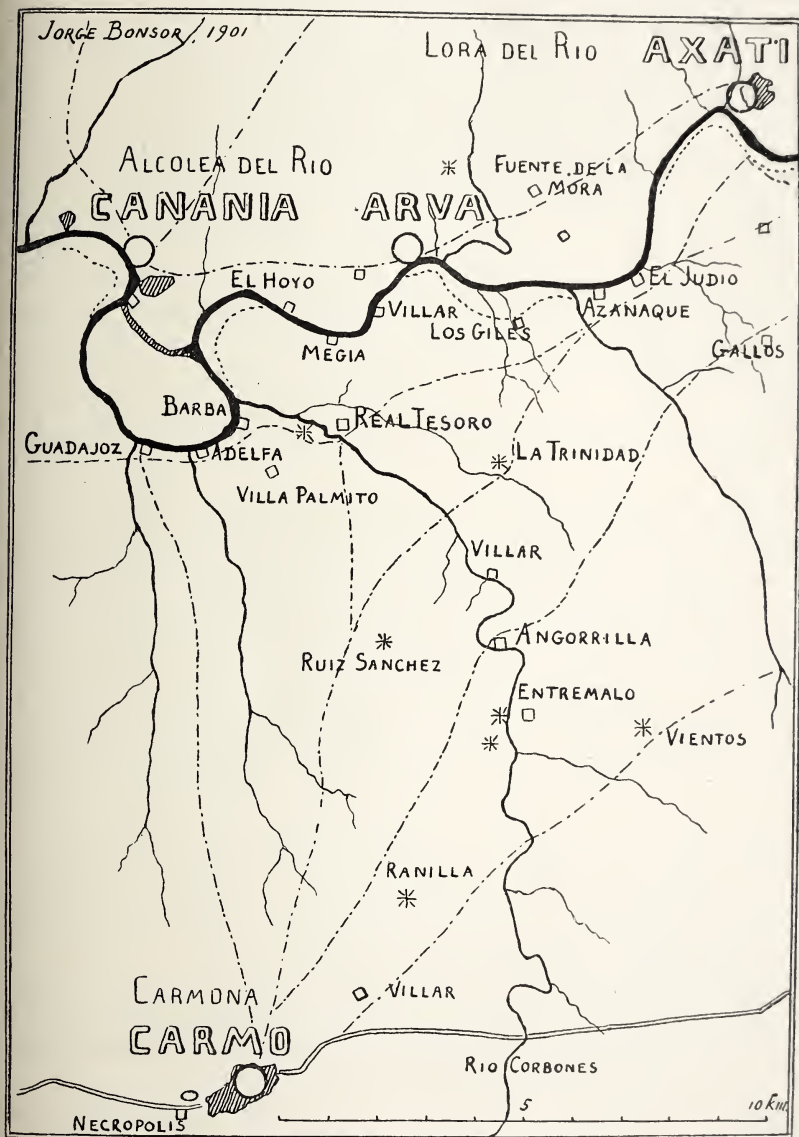 JORGE BONSOR, 1901
LORA DEL RIO
AXATI
ALCOLEA DEL RIO
FUENTE DE LA
MORA
CANANIA
ARVA
EL HOYO
EL JUDIO
VILLAR
AZANAQUE
LOS GILES
MEGIA
GALLOS
BARBA
REAL TESORO
GUADAJOZ
ADELFA
LA TRINIDAD
VILLA PALMITO
VILLAR
ANGORRILLA
RUIZ SANCHEZ
ENTREMALO
VIENTOS
RANILLA
CARMONA
VILLAR
CARMO
RIO CORBONES
5
10 Kil.
NECROPOLIS